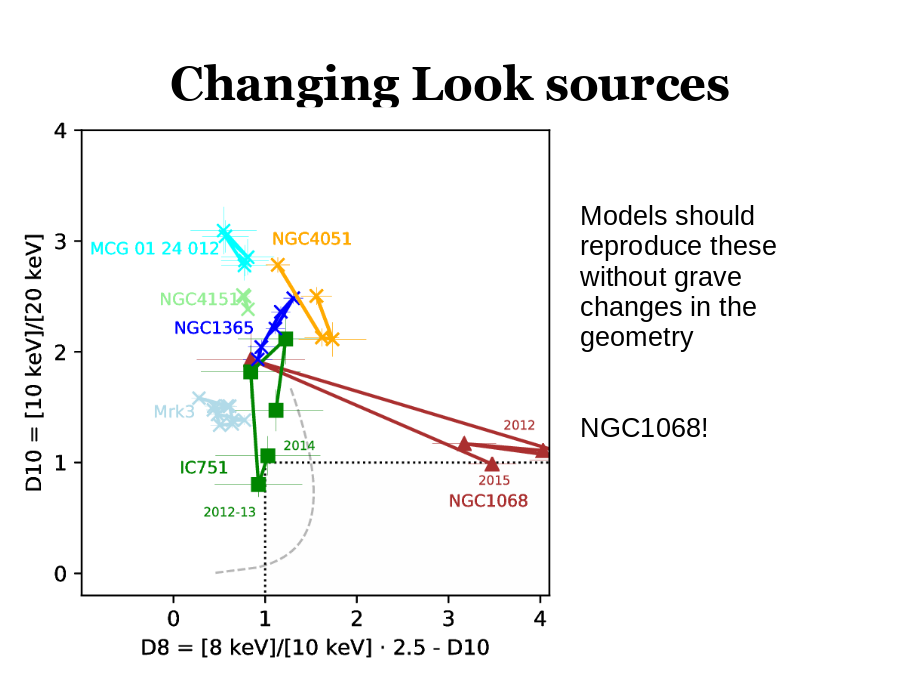 Changing Look sources
4
3
2
1
0
D10 = [10 keV]/[20 keV]
MCG 01 24 012
NGC4051
NGC4151
NGC1365
Mrk3
2012
2014
IC751
2015
NGC1068
2012-13
0 1 2 3 4
D8 = [8 keV]/[10 keV] · 2.5 - D10
Models should
reproduce these
without grave
changes in the
geometry
NGC1068!